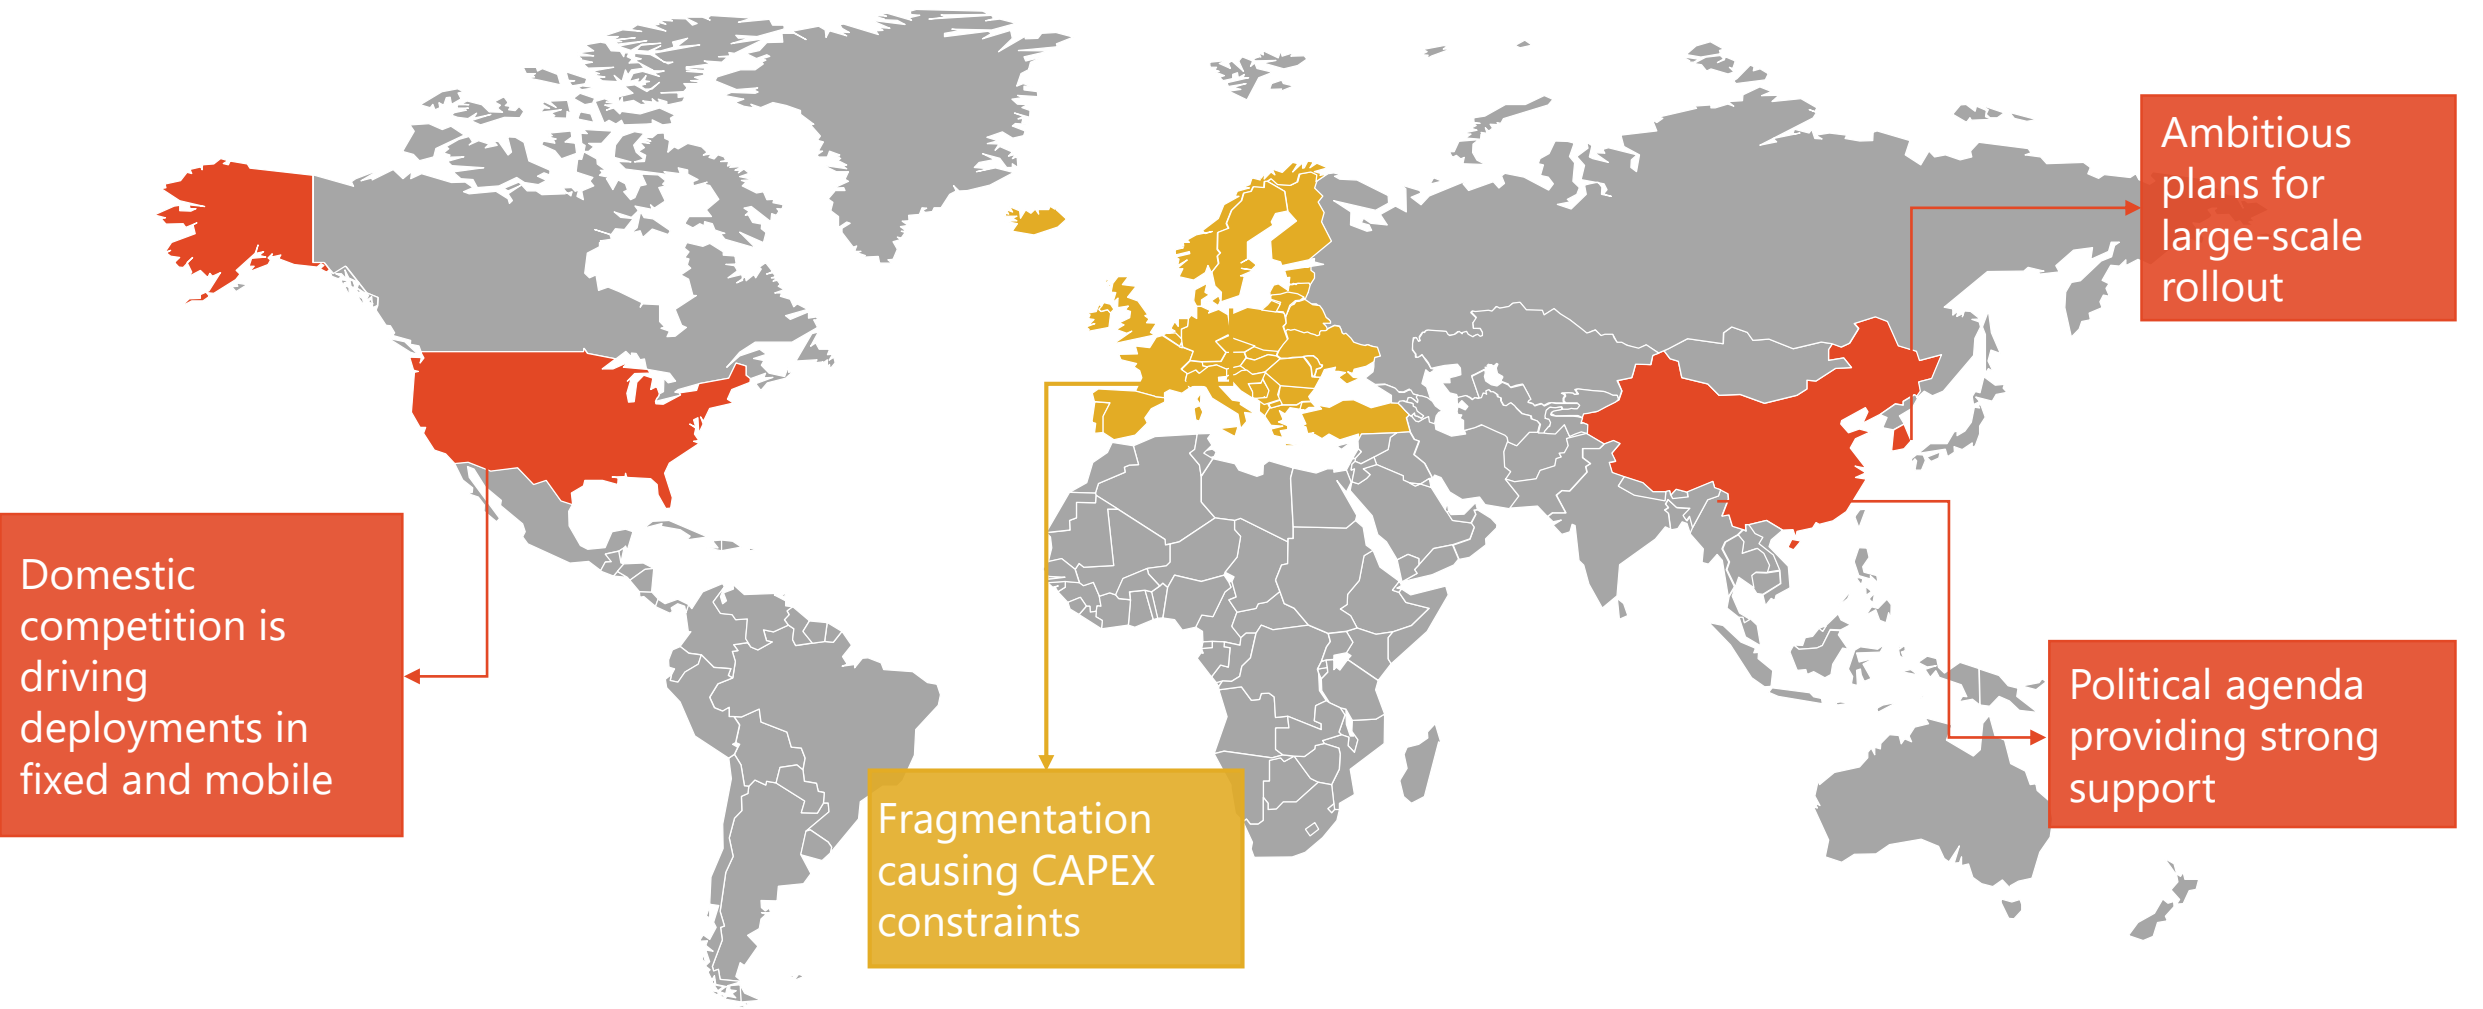 Ambitious
plans for
large-scale
rollout
Domestic
competition is
driving
deployments in
fixed and mobile
Political agenda
providing strong
support
Fragmentation
causing CAPEX
constraints